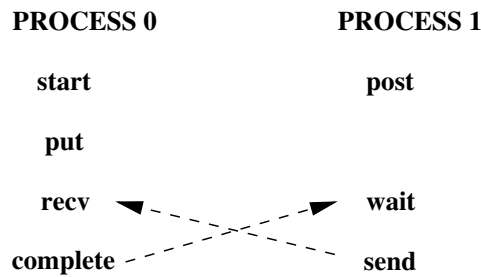 PROCESS 0 PROCESS 1
start post
put
recv wait
complete send